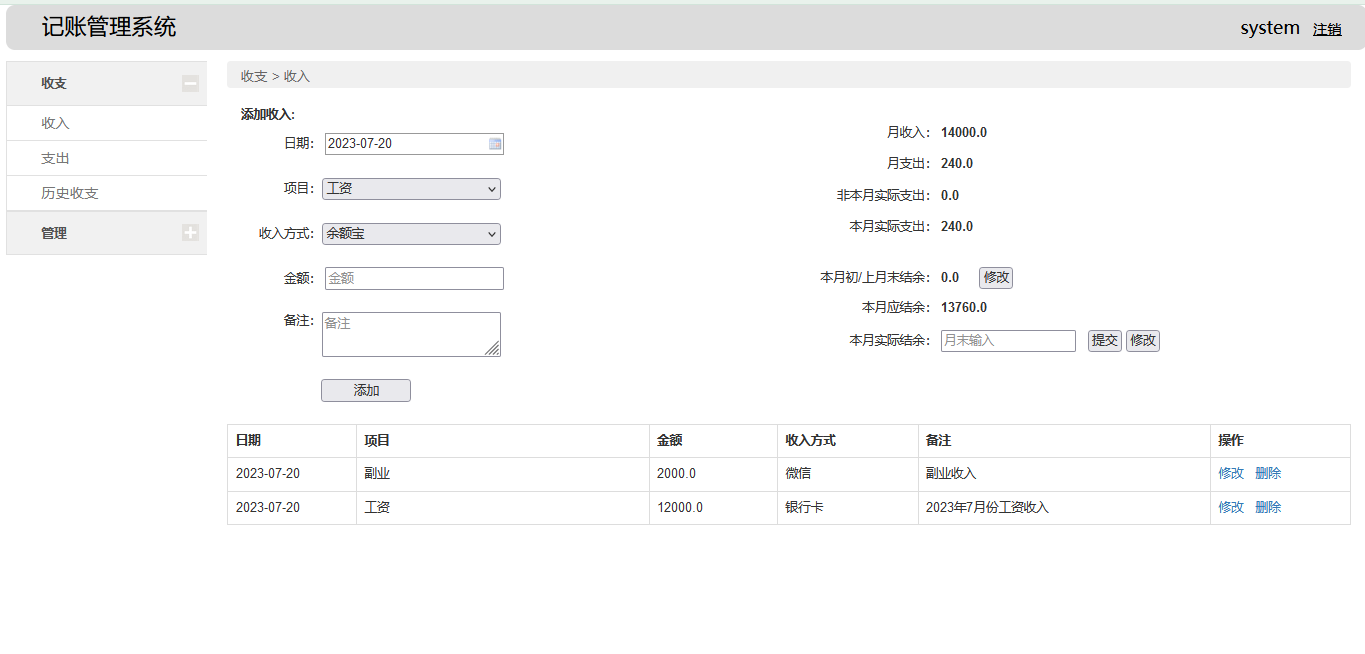 记账管理系统
system 注销
收支
收入
支出
历史收支
管理
收支 > 收入
添加收入:
日期: 2023-07-20
项目: 工资
收入方式: 余额宝
金额: 金额
备注: 备注
添加
月收入: 14000.0
月支出: 240.0
非本月实际支出: 0.0
本月实际支出: 240.0
本月初/上月末结余: 0.0 修改
本月应结余: 13760.0
本月实际结余: 月末输入 提交 修改
日期 项目 金额 收入方式 备注 操作
2023-07-20 副业 2000.0 微信 副业收入 修改 删除
2023-07-20 工资 12000.0 银行卡 2023年7月份工资收入 修改 删除